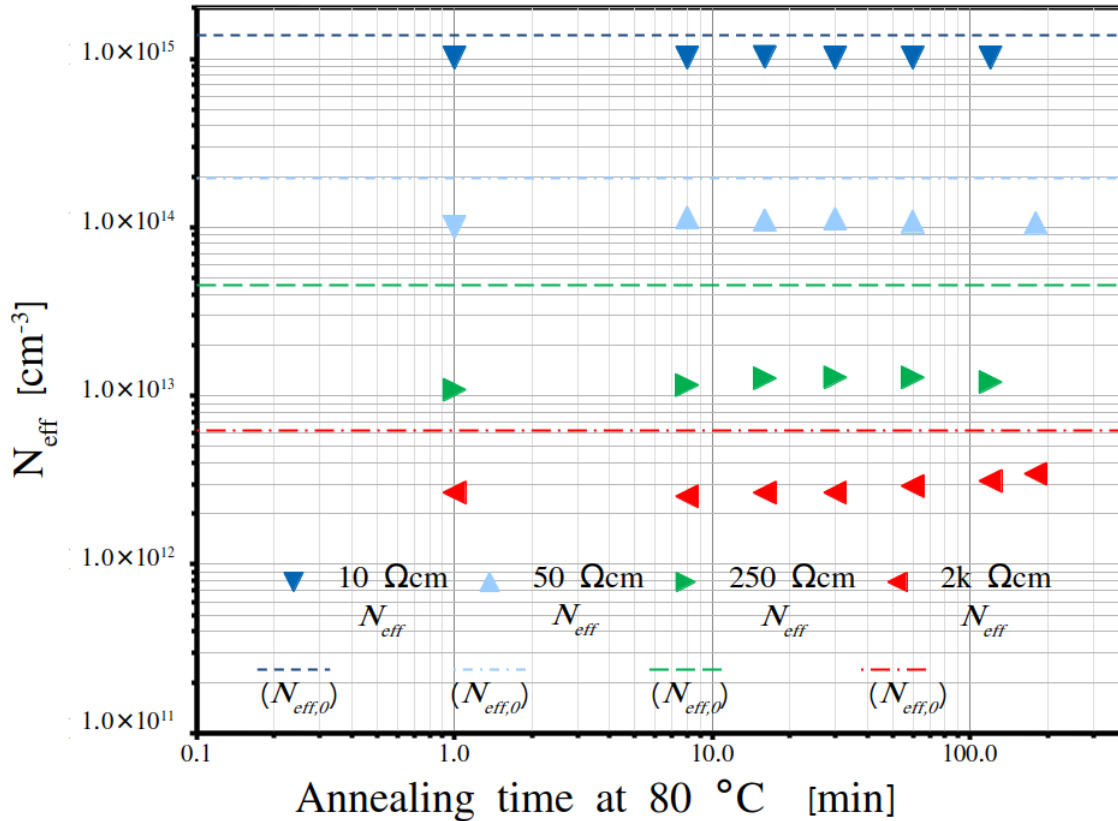 1.0×10¹⁵
1.0×10¹⁴
1.0×10¹³
1.0×10¹²
1.0×10¹¹
N_eff [cm⁻³]
10 Ωcm 50 Ωcm 250 Ωcm 2k Ωcm
N_eff N_eff N_eff N_eff
(N_eff,0) (N_eff,0) (N_eff,0) (N_eff,0)
0.1 1.0 10.0 100.0
Annealing time at 80 °C [min]